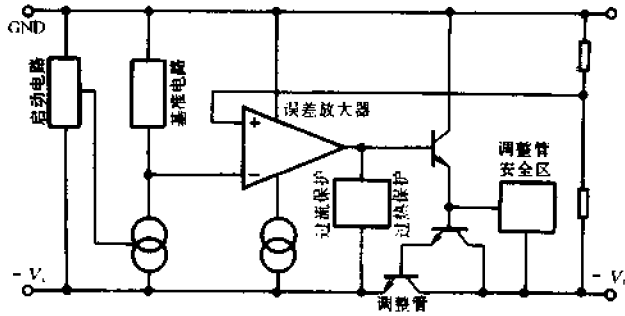 GND
启动电路
基准电路
+
误差放大器
−
过流保护
过热保护
调整管
安全区
- V
调整管
- V